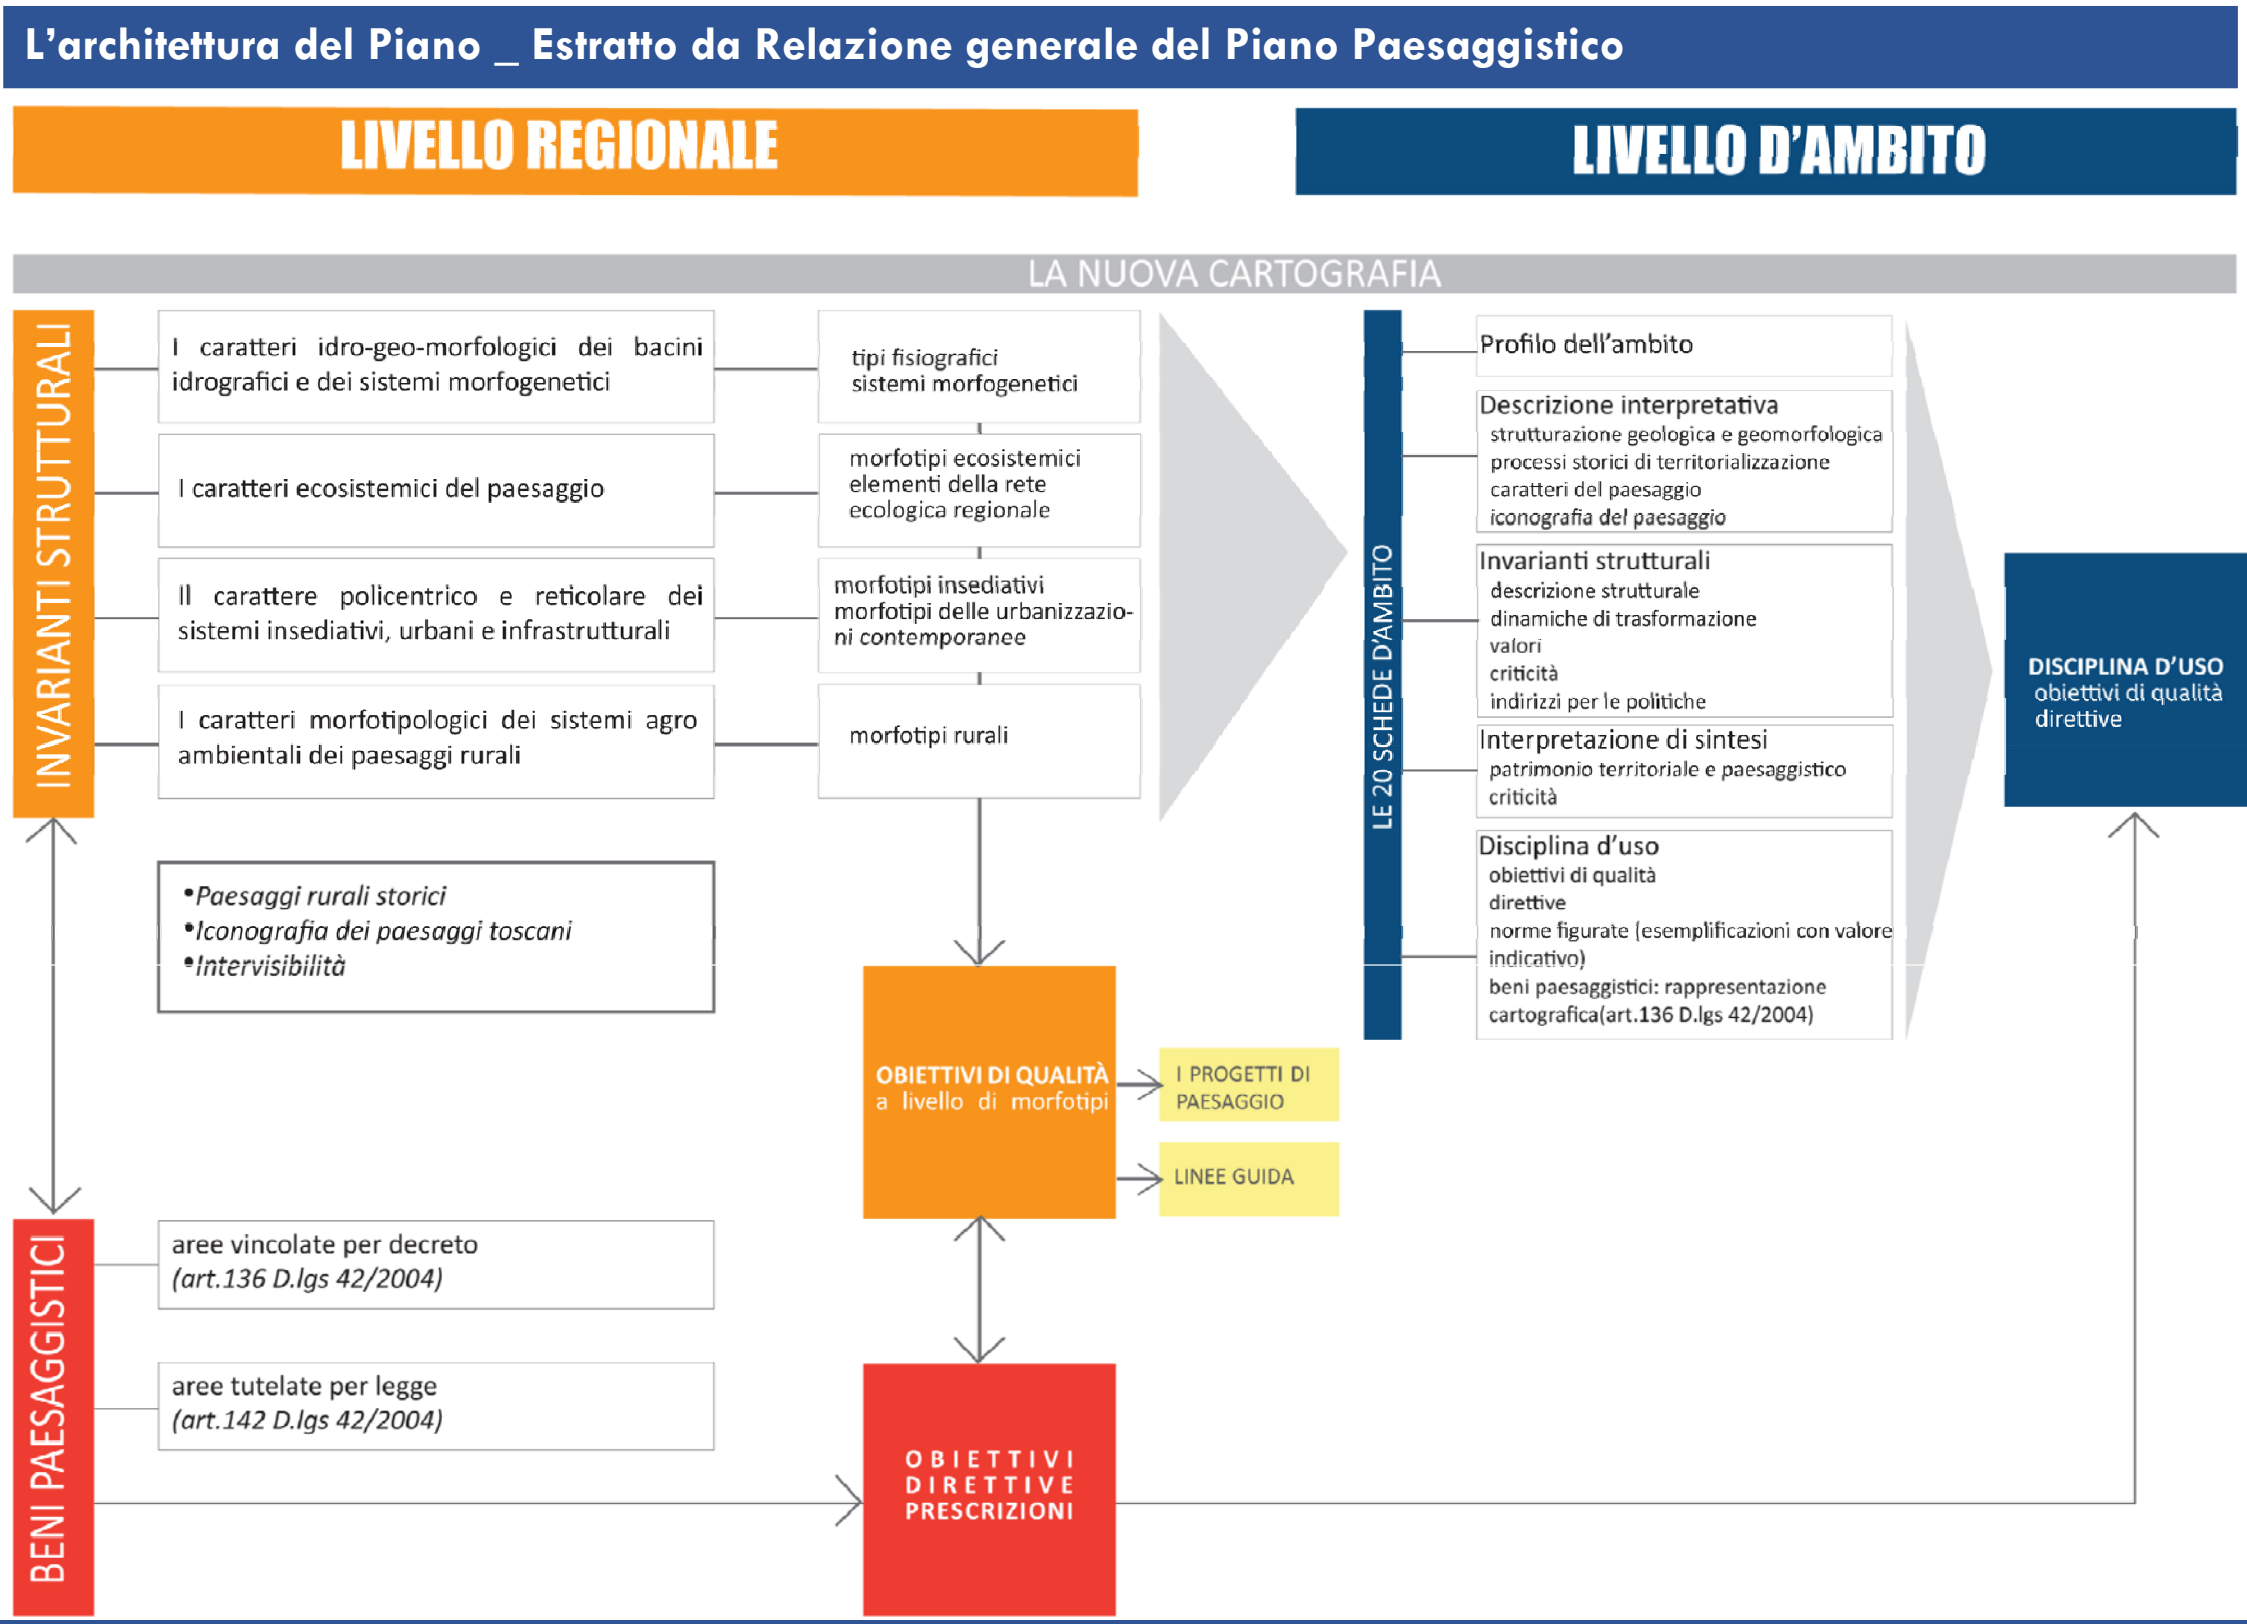 L’architettura del Piano _ Estratto da Relazione generale del Piano Paesaggistico
LIVELLO REGIONALE
LIVELLO D’AMBITO
LA NUOVA CARTOGRAFIA
INVARIANTI STRUTTURALI
I caratteri idro-geo-morfologici dei bacini
idrografici e dei sistemi morfogenetici
I caratteri ecosistemici del paesaggio
Il carattere policentrico e reticolare dei
sistemi insediativi, urbani e infrastrutturali
I caratteri morfotipologici dei sistemi agro
ambientali dei paesaggi rurali
tipi fisiografici
sistemi morfogenetici
morfotipi ecosistemici
elementi della rete
ecologica regionale
morfotipi insediativi
morfotipi delle urbanizzazio-
ni contemporanee
morfotipi rurali
•Paesaggi rurali storici
•Iconografia dei paesaggi toscani
•Intervisibilità
OBIETTIVI DI QUALITÀ
a livello di morfotipi
I PROGETTI DI
PAESAGGIO
LINEE GUIDA
BENI PAESAGGISTICI
aree vincolate per decreto
(art.136 D.lgs 42/2004)
aree tutelate per legge
(art.142 D.lgs 42/2004)
OBIETTIVI
DIRETTIVE
PRESCRIZIONI
LE 20 SCHEDE D’AMBITO
Profilo dell’ambito
Descrizione interpretativa
strutturazione geologica e geomorfologica
processi storici di territorializzazione
caratteri del paesaggio
iconografia del paesaggio
Invarianti strutturali
descrizione strutturale
dinamiche di trasformazione
valori
criticità
indirizzi per le politiche
Interpretazione di sintesi
patrimonio territoriale e paesaggistico
criticità
Disciplina d’uso
obiettivi di qualità
direttive
norme figurate (esemplificazioni con valore
indicativo)
beni paesaggistici: rappresentazione
cartografica(art.136 D.lgs 42/2004)
DISCIPLINA D’USO
obiettivi di qualità
direttive